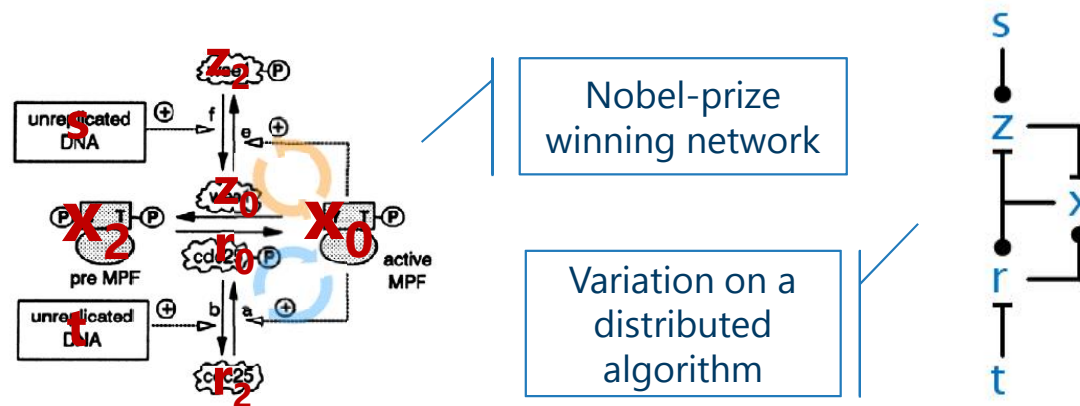 z2
P
unreplicated
DNA
s
+
f
e
+
z0
P
X2
T
P
r0
cdc25
P
X0
T
P
pre MPF
active
MPF
unreplicated
DNA
t
+
b
a
+
r2
Nobel-prize
winning network
Variation on a
distributed
algorithm
s
z
x
r
t